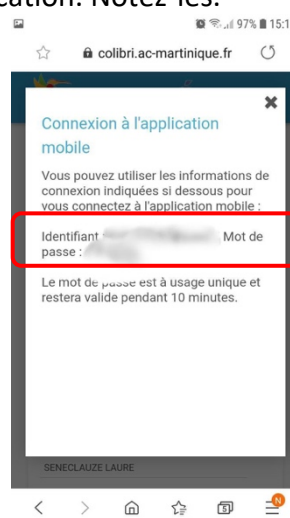 cation. Notez-les.
97% 15:1
colibri.ac-martinique.fr
Connexion à l'application
mobile
Vous pouvez utiliser les informations de
connexion indiquées si dessous pour
vous connectez à l'application mobile :
Identifiant Mot de
passe :
Le mot de passe est à usage unique et
restera valide pendant 10 minutes.
SENECLAUZE LAURE
5
N